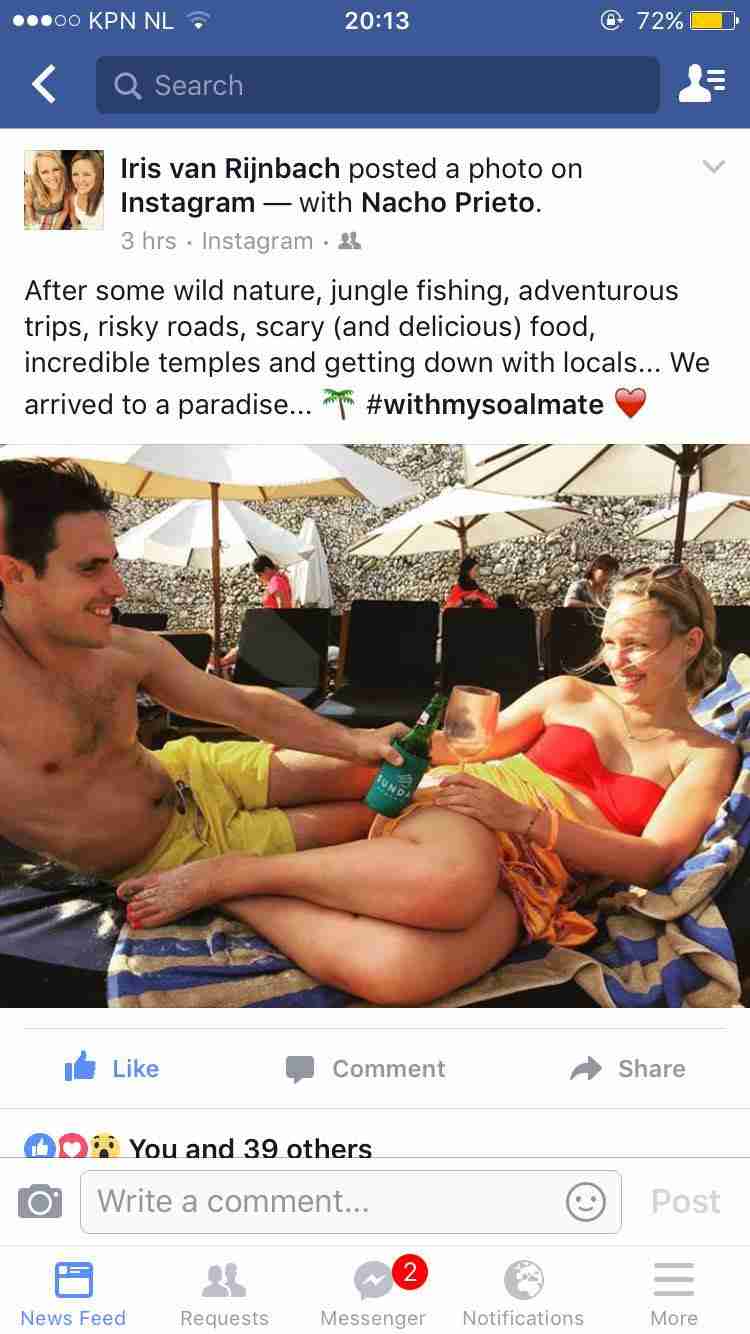 KPN NL 20:13 72%
Search
Iris van Rijnbach posted a photo on
Instagram — with Nacho Prieto.
3 hrs · Instagram ·
After some wild nature, jungle fishing, adventurous
trips, risky roads, scary (and delicious) food,
incredible temples and getting down with locals... We
arrived to a paradise... 🌴 #withmysoalmate ❤️
SUNDA
Like Comment Share
You and 39 others
Write a comment... Post
2
News Feed Requests Messenger Notifications More